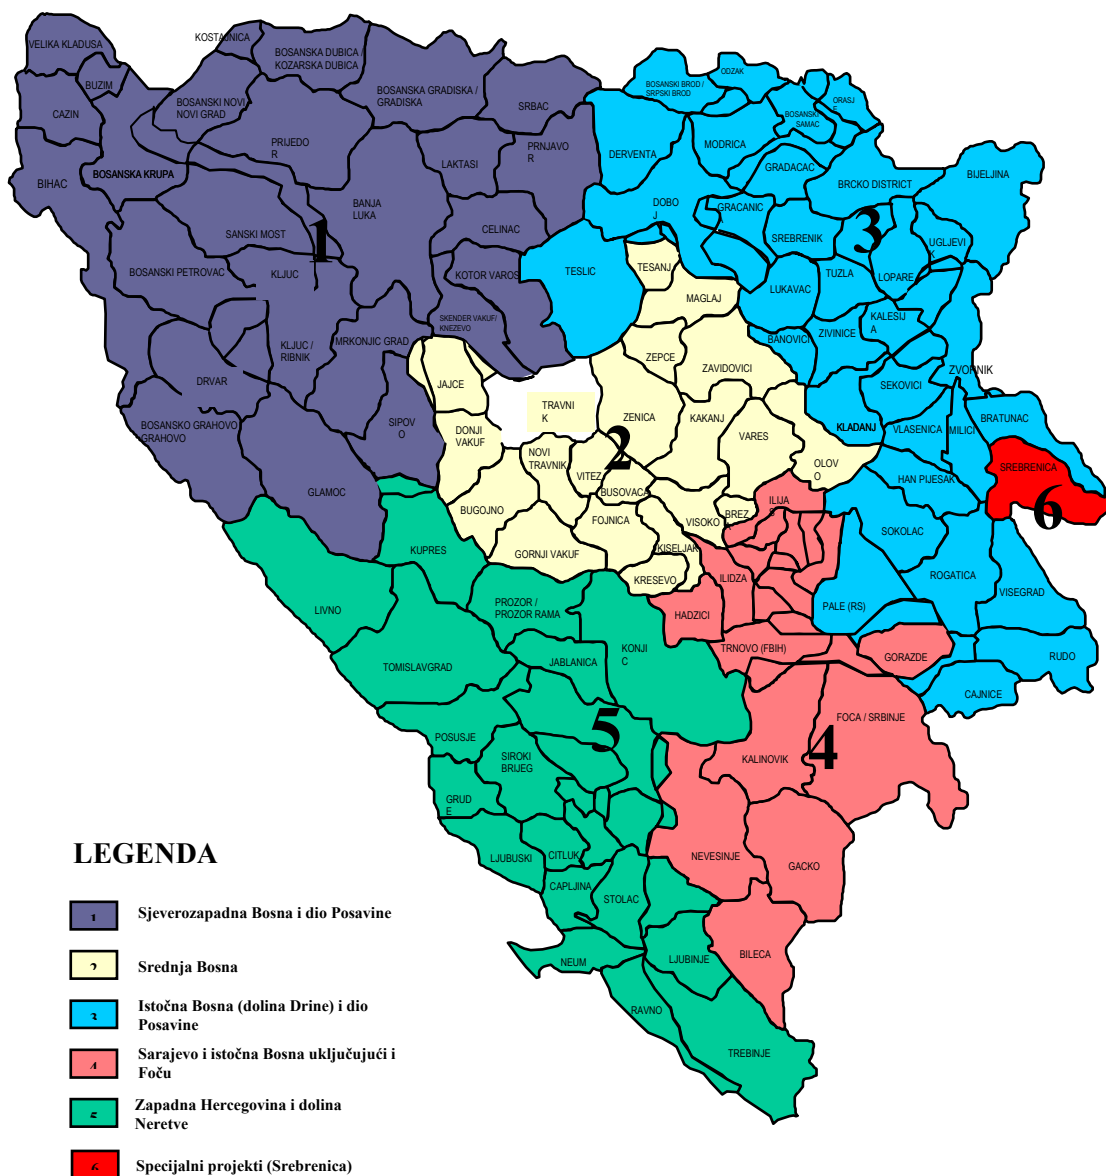 VELIKA KLADUSA
KOSTAJNICA
BOSANSKA DUBICA /
KOZARSKA DUBICA
BUZIM
BOSANSKI NOVI
NOVI GRAD
BOSANSKA GRADISKA /
GRADISKA
SRBAC
CAZIN
PRIJEDO
R
LAKTASI
PRNJAVO
R
BIHAC
BOSANSKA KRUPA
BANJA
LUKA
CELINAC
SANSKI MOST
1
BOSANSKI PETROVAC
KLJUC
KOTOR VAROS
SKENDER VAKUF/
KNEZEVO
KLJUC /
RIBNIK
MRKONJIC GRAD
DRVAR
BOSANSKO GRAHOVO
GRAHOVO
SIPOV
O
GLAMOC
BOSANSKI BROD /
SRPSKI BROD
ODZAK
ORASJ
E
BOSANSKI
SAMAC
DERVENTA
MODRICA
GRADACAC
BRCKO DISTRICT
BIJELJINA
DOBO
J
GRACANIC
A
SREBRENIK
3
UGLJEVI
K
TESLIC
TUZLA
LOPARE
LUKAVAC
KALESIJ
A
BANOVICI
ZIVINICE
ZVORNIK
SEKOVICI
KLADANJ
VLASENICA
MILICI
BRATUNAC
SREBRENICA
6
HAN PIJESAK
SOKOLAC
ROGATICA
VISEGRAD
PALE (RS)
RUDO
CAJNICE
TESANJ
MAGLAJ
ZEPCE
ZAVIDOVICI
JAJCE
TRAVNI
K
ZENICA
KAKANJ
VARES
DONJI
VAKUF
NOVI
TRAVNIK
2
VITEZ
BUSOVACA
OLOV
O
BUGOJNO
FOJNICA
VISOKO
BREZ
A
GORNJI VAKUF
KISELJAK
KRESEVO
ILIJA
S
ILIDZA
HADZICI
TRNOVO (FBIH)
GORAZDE
FOCA / SRBINJE
KALINOVIK
4
NEVESINJE
GACKO
BILECA
KUPRES
LIVNO
PROZOR /
PROZOR RAMA
KONJI
C
TOMISLAVGRAD
JABLANICA
5
POSUSJE
SIROKI
BRIJEG
GRUD
E
LJUBUSKI
CITLUK
CAPLJINA
STOLAC
NEUM
LJUBINJE
RAVNO
TREBINJE
LEGENDA
1 Sjeverozapadna Bosna i dio Posavine
2 Srednja Bosna
3 Istočna Bosna (dolina Drine) i dio
Posavine
4 Sarajevo i istočna Bosna uključujući i
Foču
5 Zapadna Hercegovina i dolina
Neretve
6 Specijalni projekti (Srebrenica)